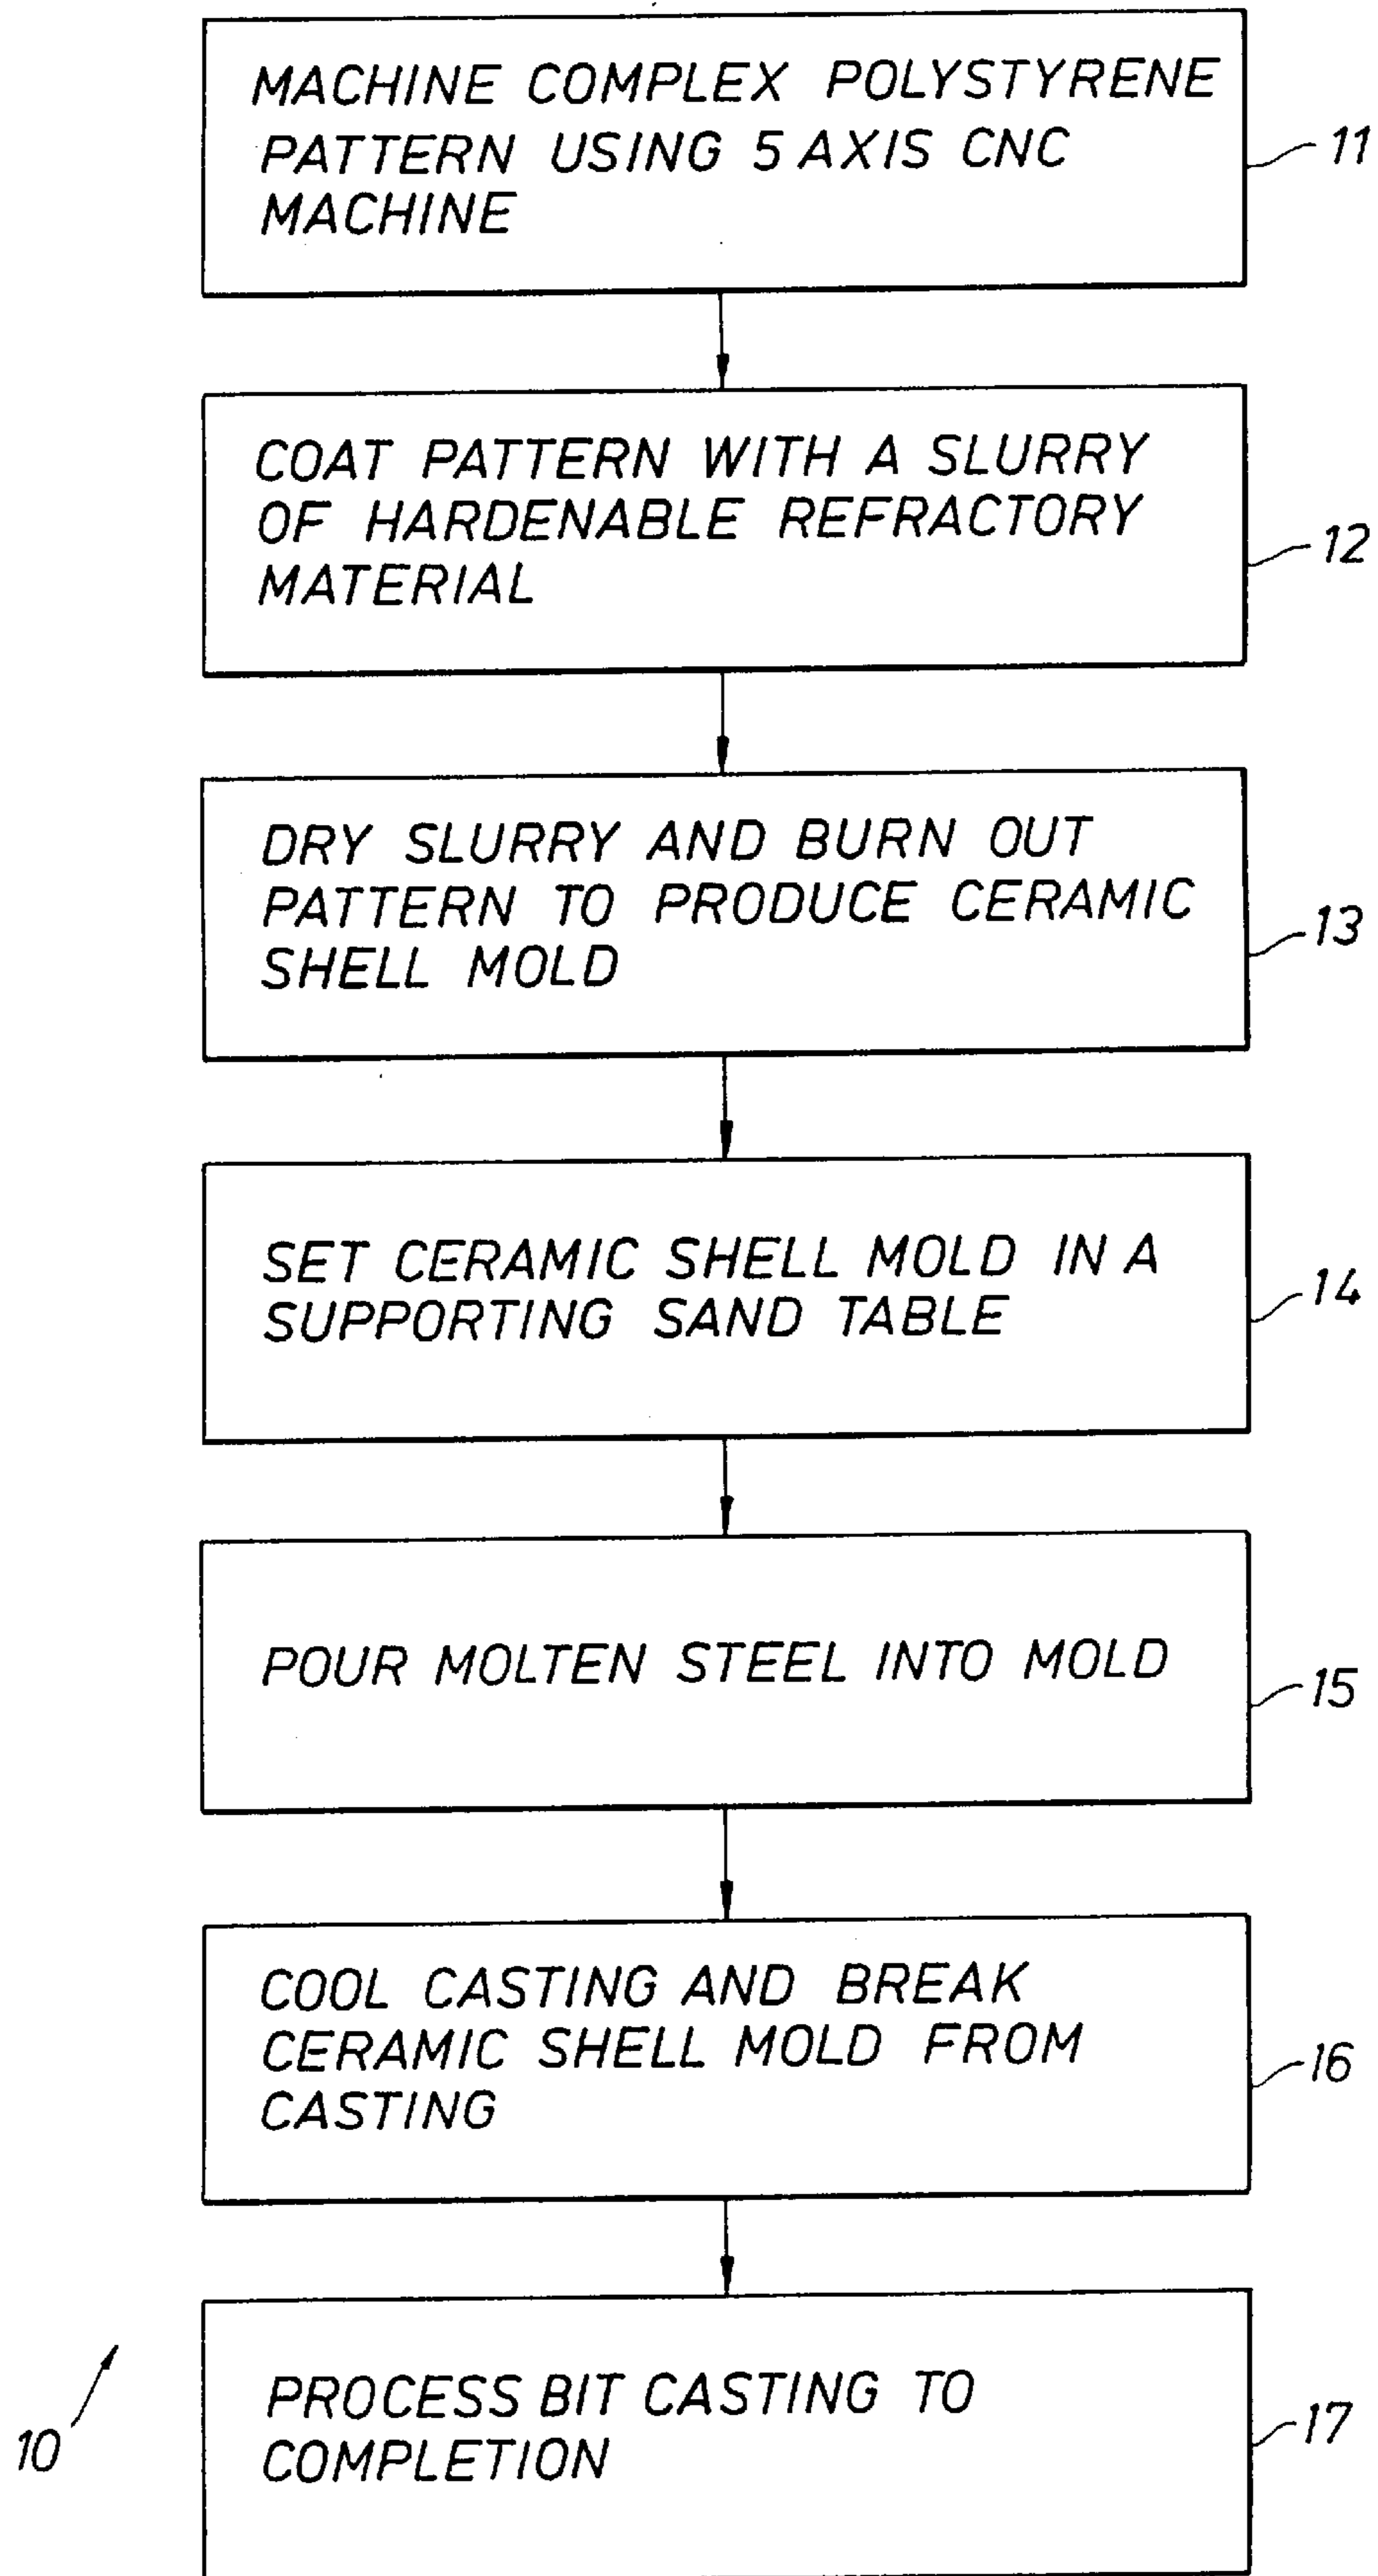 MACHINE COMPLEX POLYSTYRENE
PATTERN USING 5 AXIS CNC
MACHINE
11
COAT PATTERN WITH A SLURRY
OF HARDENABLE REFRACTORY
MATERIAL
12
DRY SLURRY AND BURN OUT
PATTERN TO PRODUCE CERAMIC
SHELL MOLD
13
SET CERAMIC SHELL MOLD IN A
SUPPORTING SAND TABLE
14
POUR MOLTEN STEEL INTO MOLD
15
COOL CASTING AND BREAK
CERAMIC SHELL MOLD FROM
CASTING
16
PROCESS BIT CASTING TO
COMPLETION
17
10